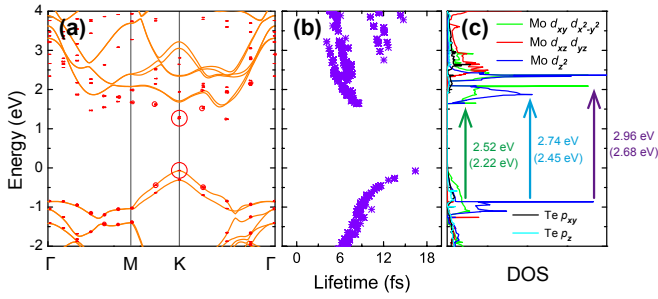 (a)
(b)
(c)
4
3
2
1
0
-1
-2
Energy (eV)
Γ
M
K
Γ
0
6
12
18
Lifetime (fs)
Mo d_xy d_x²-y²
Mo d_xz d_yz
Mo d_z²
2.52 eV
(2.22 eV)
2.74 eV
(2.45 eV)
2.96 eV
(2.68 eV)
Te p_xy
Te p_z
DOS